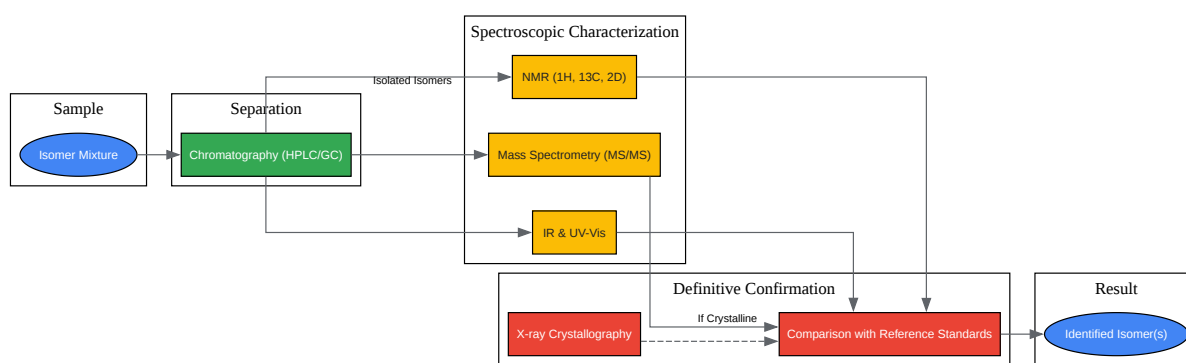 Spectroscopic Characterization
NMR (1H, 13C, 2D)
Isolated Isomers
Sample
Separation
Isomer Mixture
Chromatography (HPLC/GC)
Mass Spectrometry (MS/MS)
IR & UV-Vis
Definitive Confirmation
Result
If Crystalline
X-ray Crystallography
Comparison with Reference Standards
Identified Isomer(s)